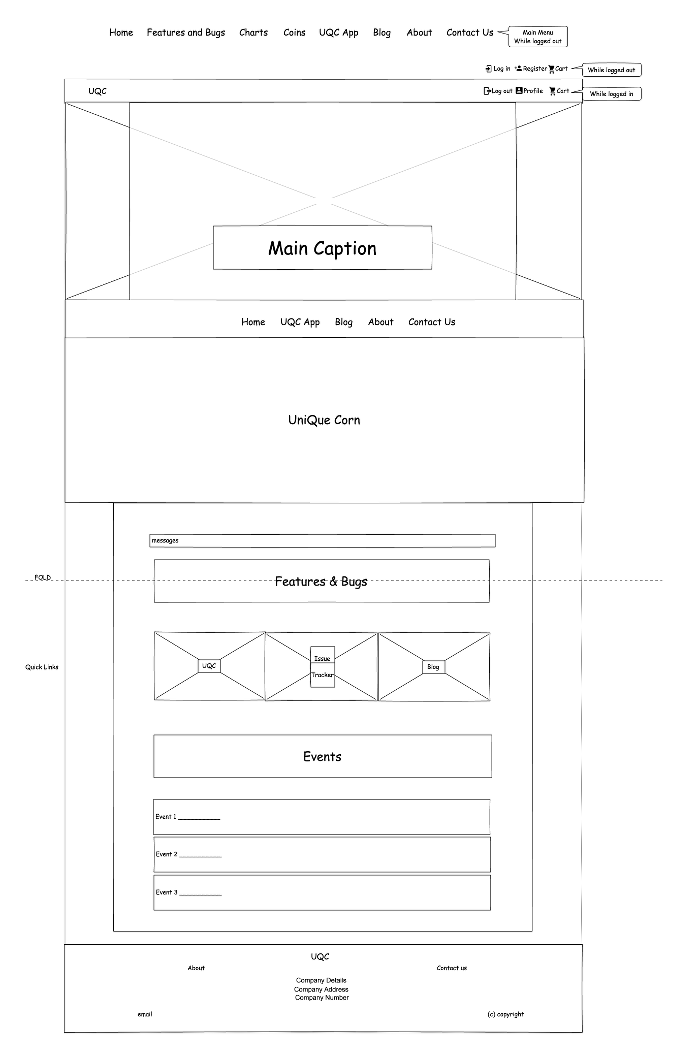 Home Features and Bugs Charts Coins UQC App Blog About Contact Us
Main Menu
While logged out
Log in Register Cart
While logged out
UQC
Log out Profile Cart
While logged in
Main Caption
Home UQC App Blog About Contact Us
UniQue Corn
messages
FOLD
Features & Bugs
Quick Links
UQC
Issue
Tracker
Blog
Events
Event 1
Event 2
Event 3
UQC
About
Contact us
Company Details
Company Address
Company Number
email
(c) copyright